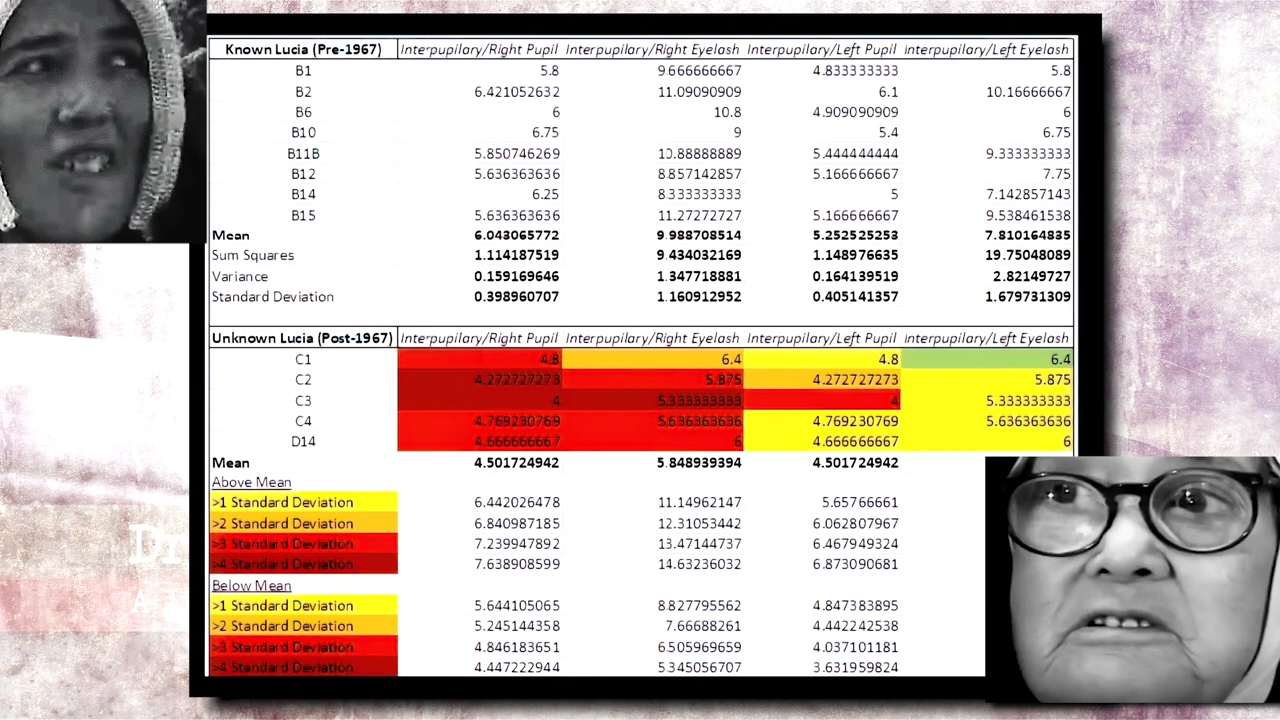 Known Lucia (Pre-1967) Interpupilary/Right Pupil Interpupilary/Right Eyelash Interpupilary/Left Pupil Interpupilary/Left Eyelash
B1 5.8 9.666666667 4.833333333 5.8
B2 6.421052632 11.09090909 6.1 10.16666667
B6 6 10.8 4.909090909 6
B10 6.75 9 5.4 6.75
B11B 5.850746269 10.88888889 5.444444444 9.333333333
B12 5.636363636 8.857142857 5.166666667 7.75
B14 6.25 8.333333333 5 7.142857143
B15 5.636363636 11.27272727 5.166666667 9.538461538
Mean 6.043065772 9.988708514 5.252525253 7.810164835
Sum Squares 1.114187519 9.434032169 1.148976635 19.75048089
Variance 0.159169646 1.347718881 0.164139519 2.82149727
Standard Deviation 0.398960707 1.160912952 0.405141357 1.679731309
Unknown Lucia (Post-1967) Interpupilary/Right Pupil Interpupilary/Right Eyelash Interpupilary/Left Pupil Interpupilary/Left Eyelash
C1 4.8 6.4 4.8 6.4
C2 4.272727273 5.875 4.272727273 5.875
C3 4 5.333333333 4 5.333333333
C4 4.769230769 5.636363636 4.769230769 5.636363636
D14 4.666666667 6 4.666666667 6
Mean 4.501724942 5.848939394 4.501724942
Above Mean
>1 Standard Deviation 6.442026478 11.14962147 5.65766661
>2 Standard Deviation 6.840987185 12.31053442 6.062807967
>3 Standard Deviation 7.239947892 13.47144737 6.467949324
>4 Standard Deviation 7.638908599 14.63236032 6.873090681
Below Mean
>1 Standard Deviation 5.644105065 8.827795562 4.847383895
>2 Standard Deviation 5.245144358 7.66688261 4.442242538
>3 Standard Deviation 4.846183651 6.505969659 4.037101181
>4 Standard Deviation 4.447222944 5.345056707 3.631959824
Dr